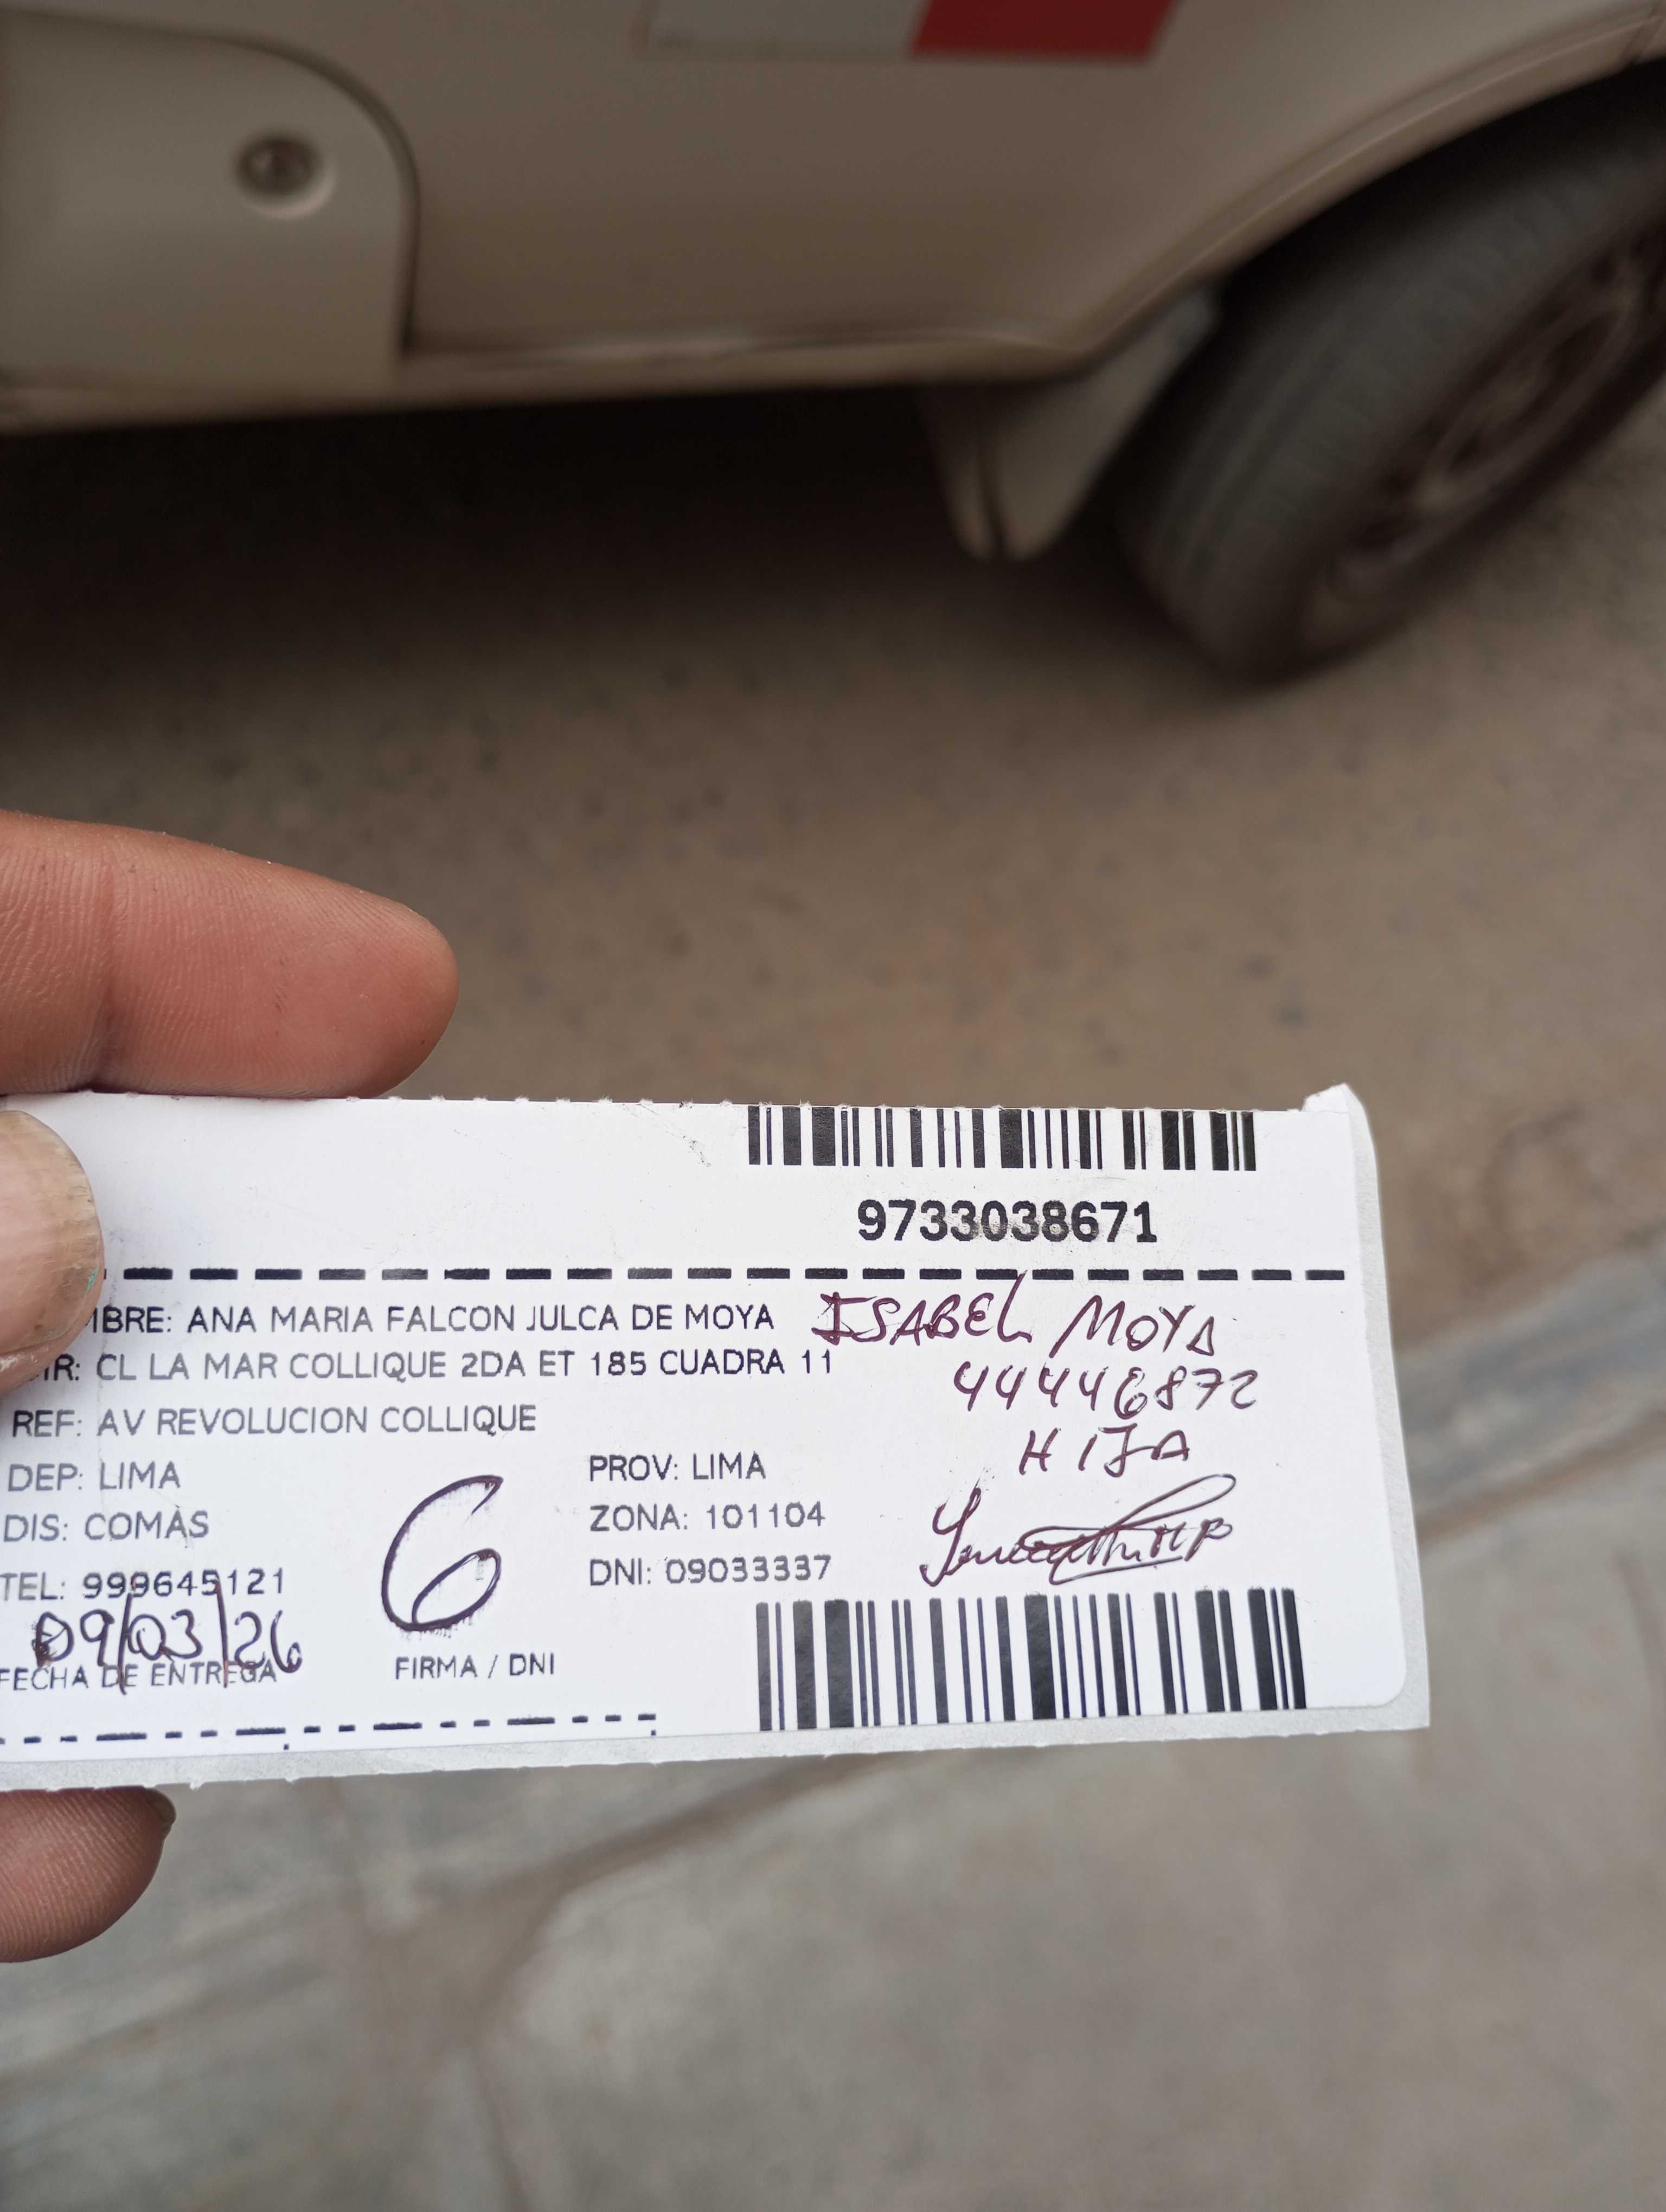 9733038671
MBRE: ANA MARIA FALCON JULCA DE MOYA
ISABEL MOYA
IR: CL LA MAR COLLIQUE 2DA ET 185 CUADRA 11
44446872
REF: AV REVOLUCION COLLIQUE
HIJA
DEP: LIMA
PROV: LIMA
DIS: COMAS
ZONA: 101104
TEL: 999645121
DNI: 09033337
6
09/03/26
FECHA DE ENTREGA
FIRMA / DNI